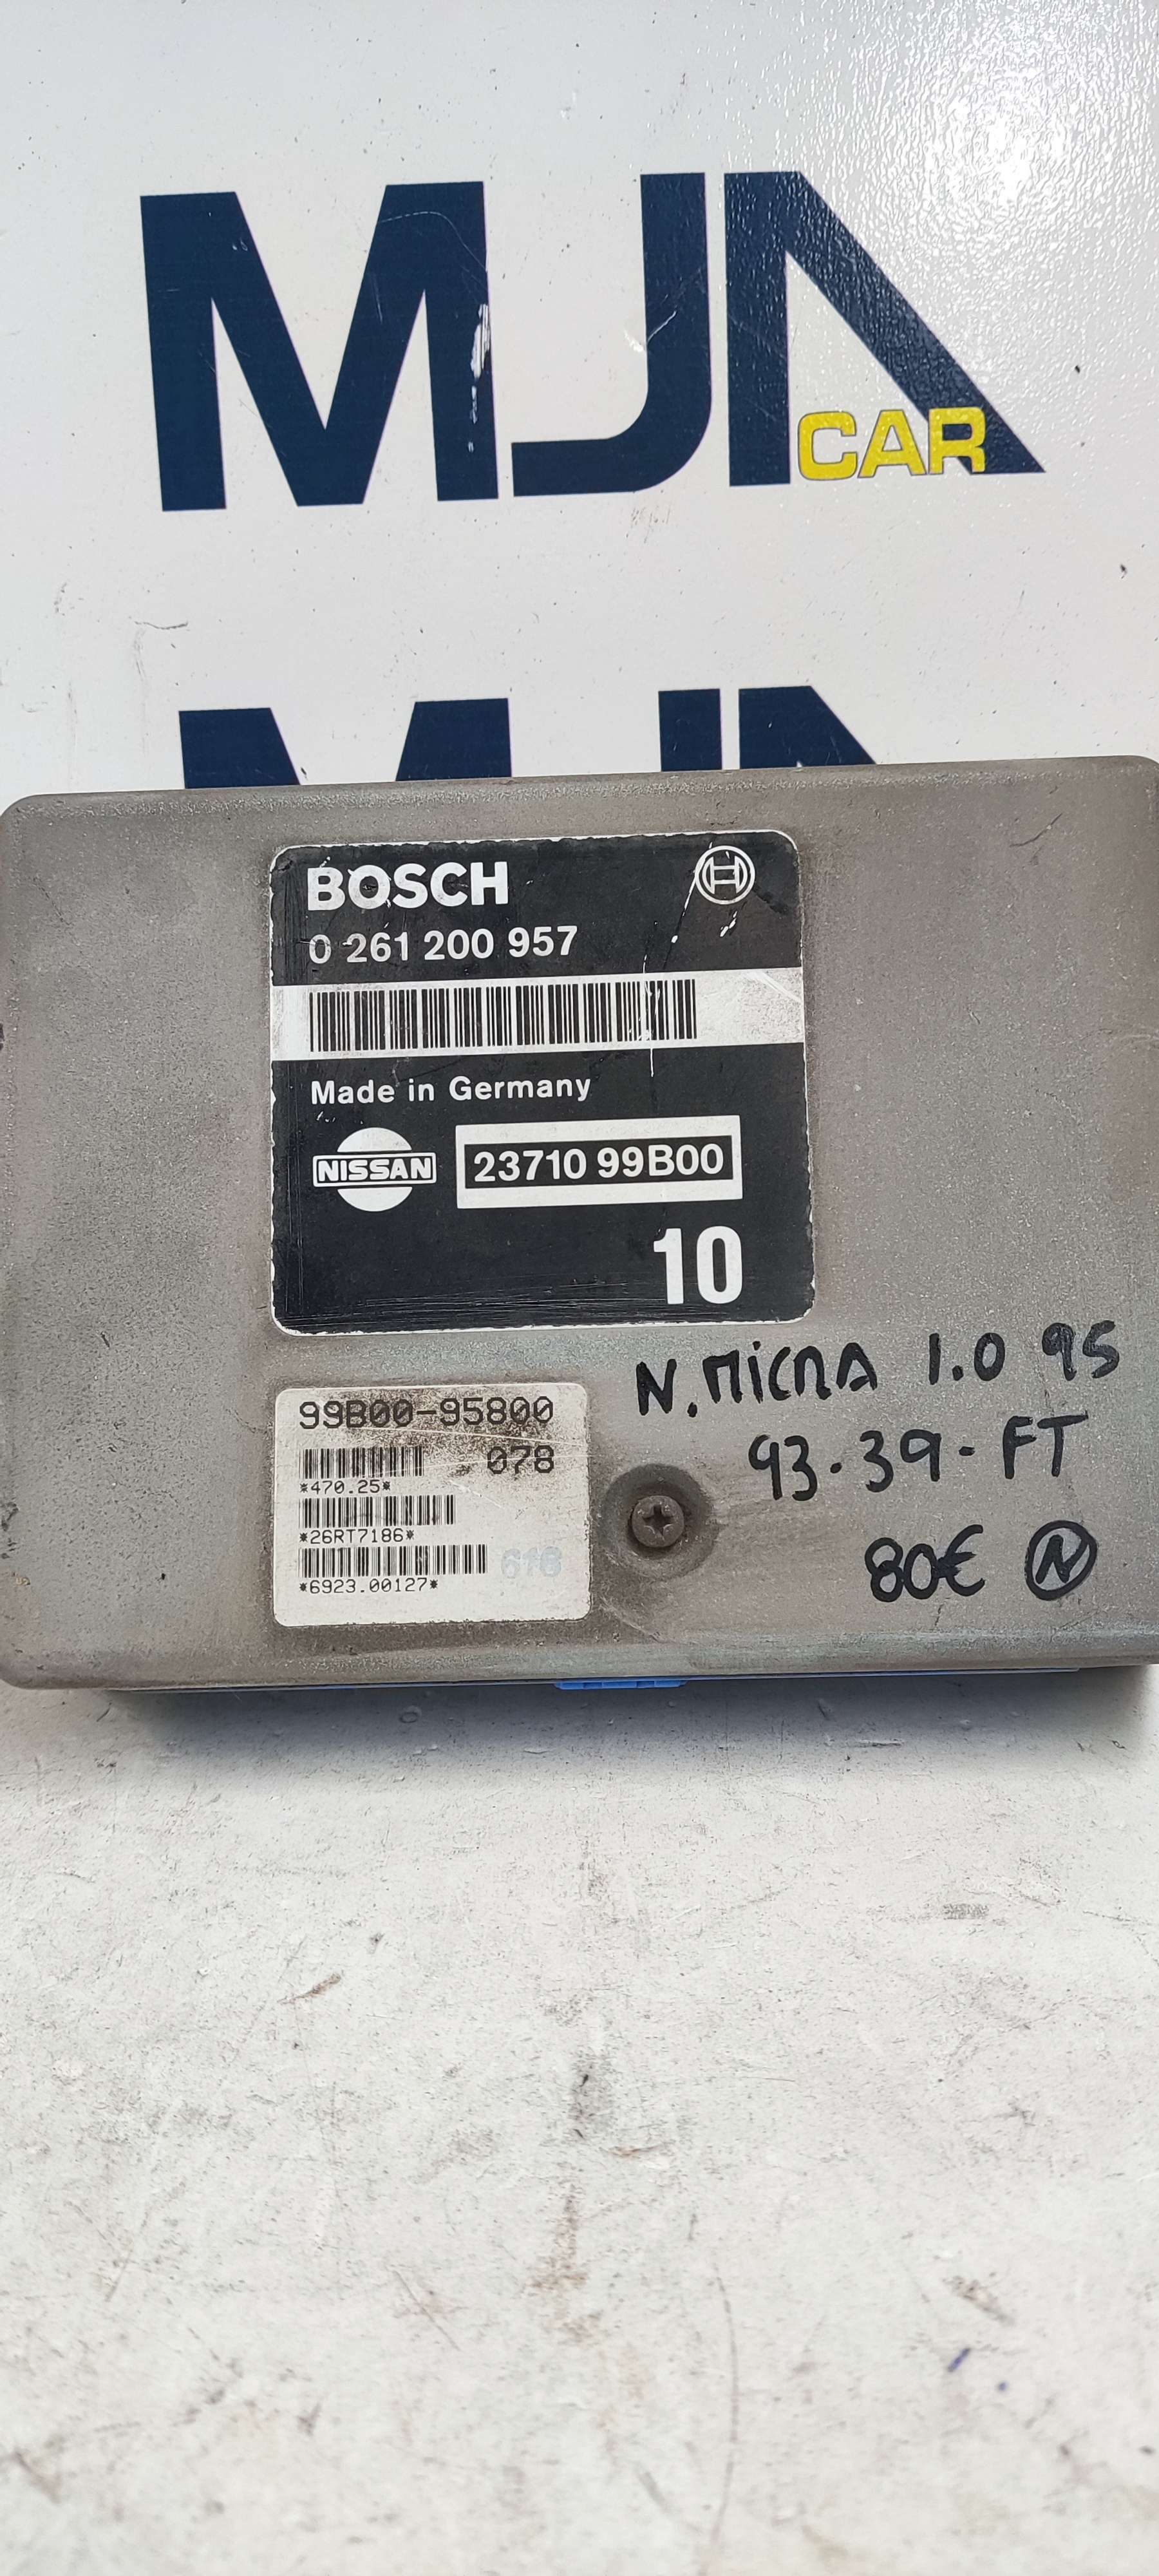 MJA
CAR
BOSCH
0 261 200 957
Made in Germany
NISSAN
23710 99B00
10
99B00-95800
078
*470.25*
*26RT7186*
*6923.00127*
618
N. MICRA 1.0 95
93-39-FT
80€ N